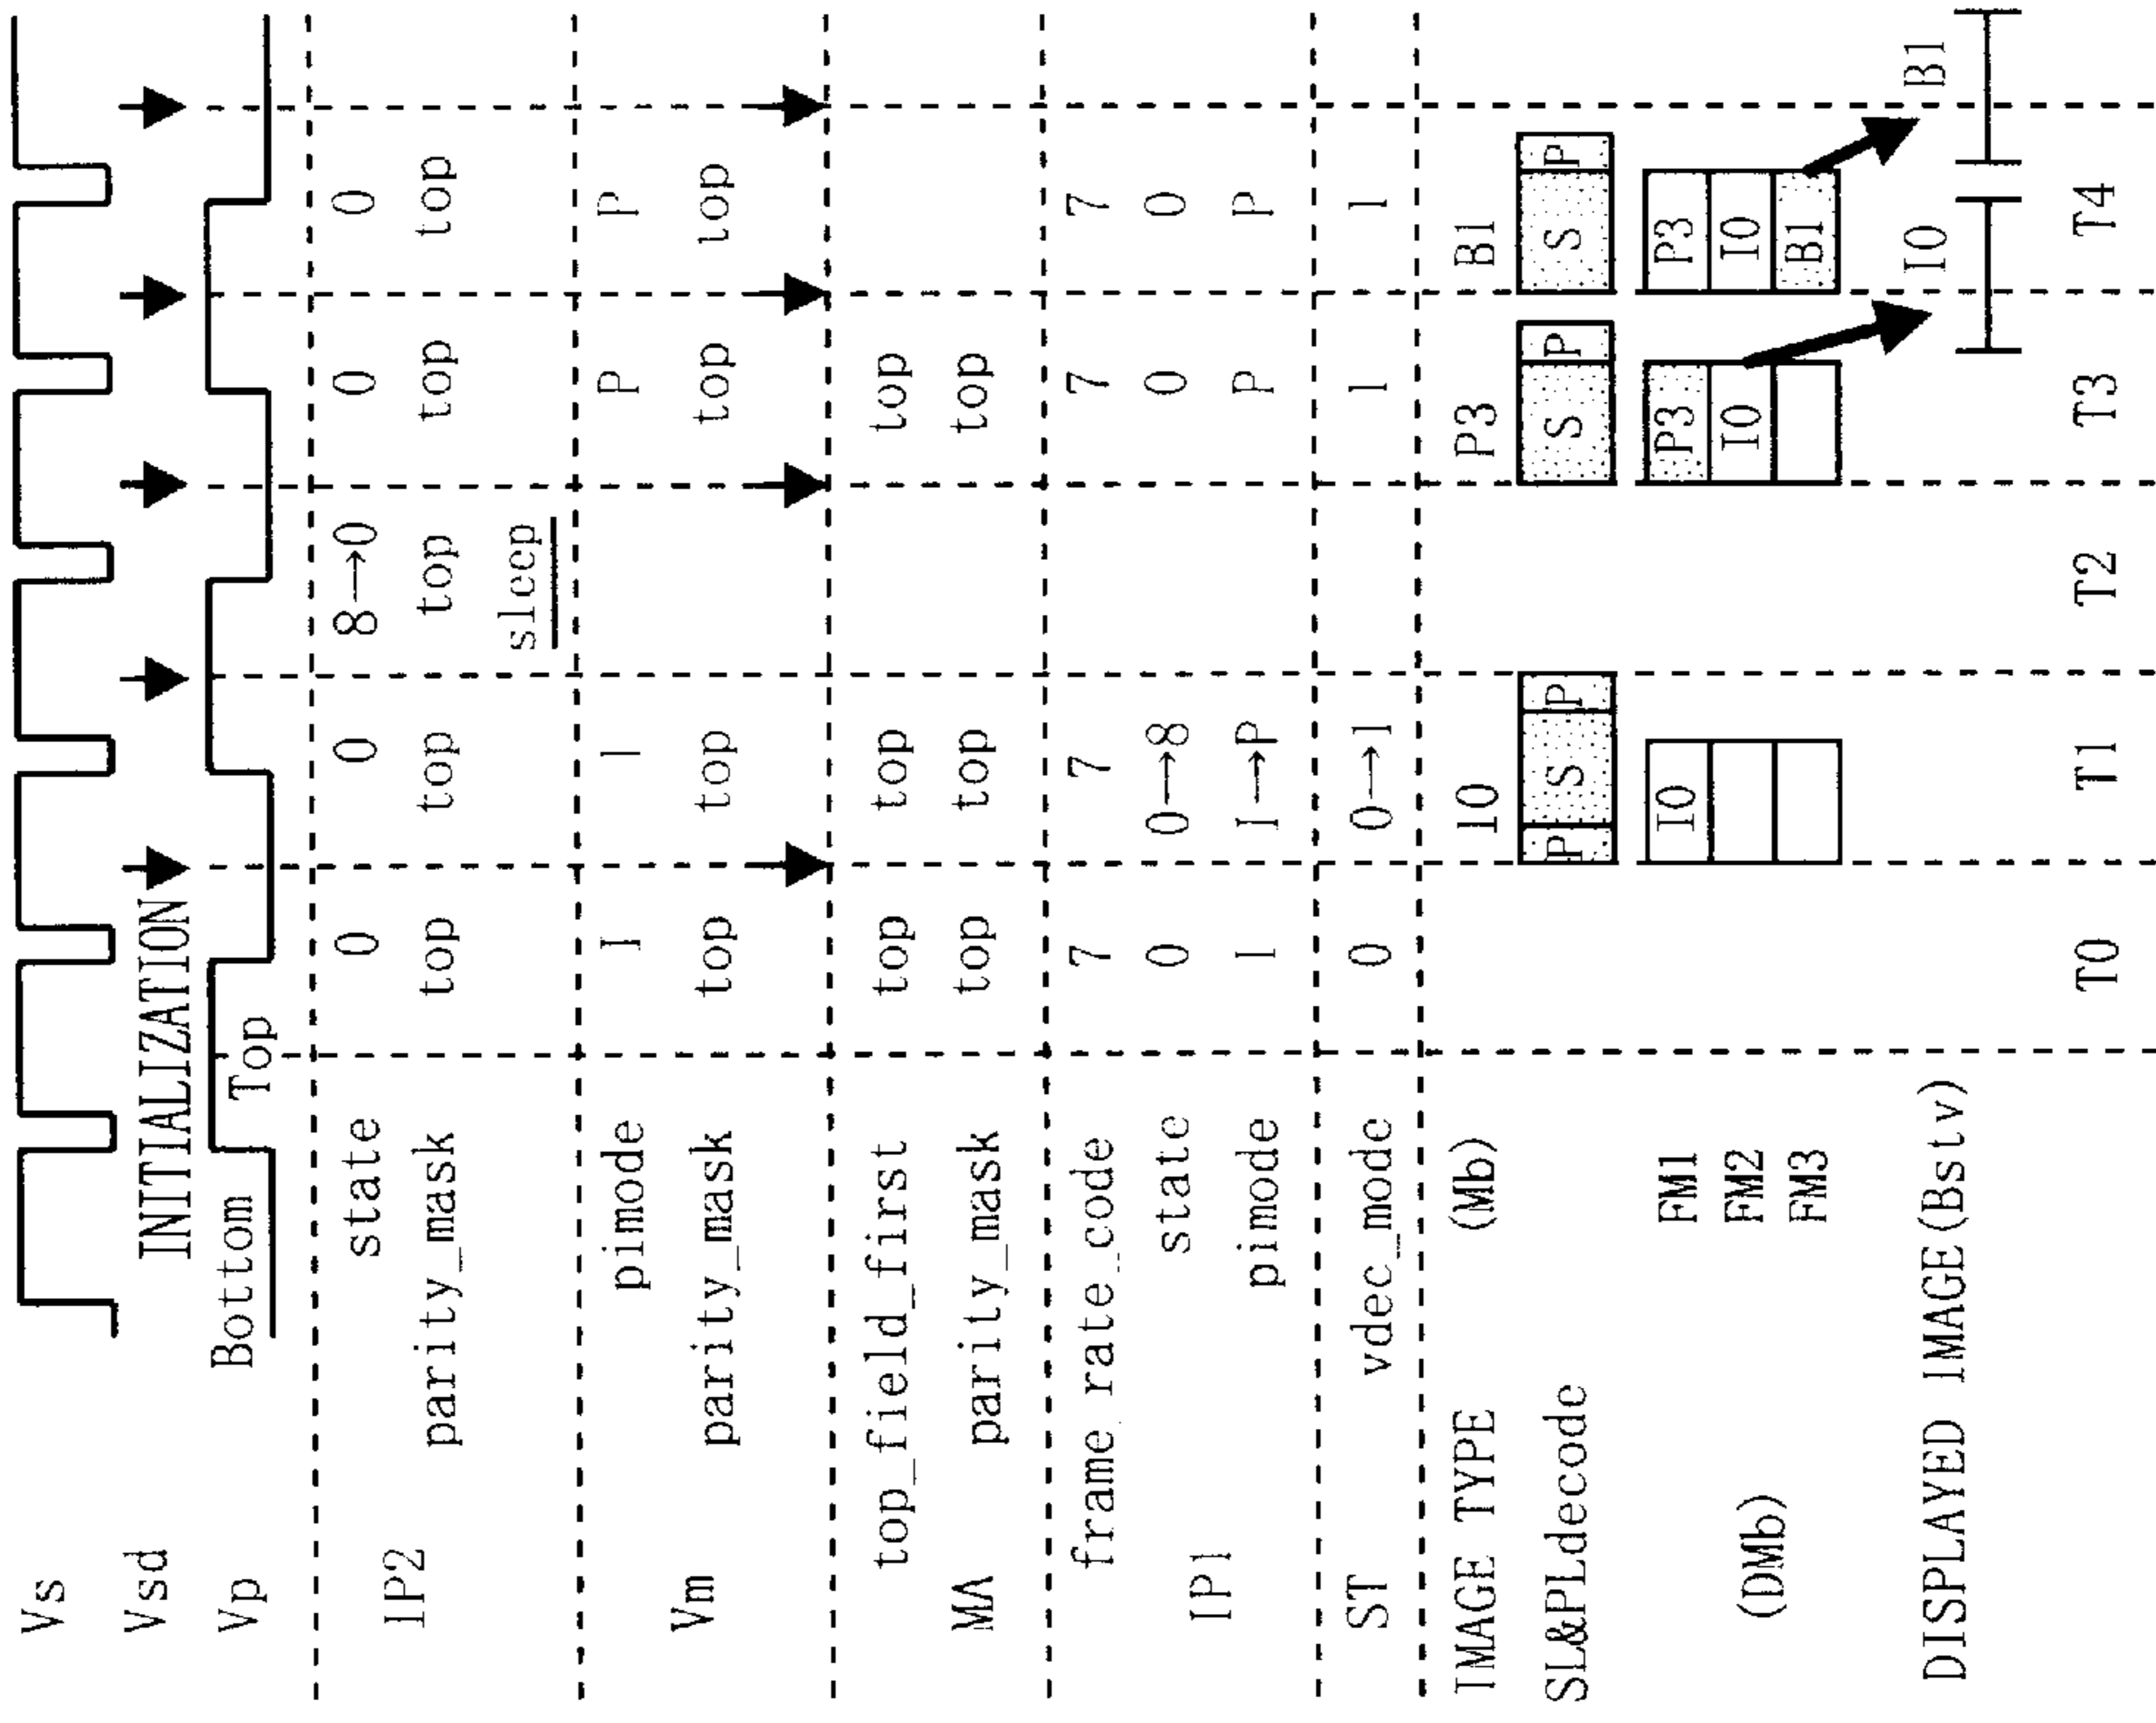 Vs
Vsd INITIALIZATION
Vp Bottom Top
IP2 state 0 0 8→0 0 0
parity_mask top top top top top
sleep
Vm pimode I I P P
parity_mask top top top top
top_field_first top top top
MA parity_mask top top top
frame_rate_code 7 7 7 7
IP1 state 0 0→8 0 0
pimode I I→P P P
ST vdec_mode 0 0→1 1 1
IMAGE TYPE (Mb) I0 P3 B1
SL&PLdecode P S P S P S P
FM1 I0 P3 P3
(DMb) FM2 I0 I0
FM3 B1
DISPLAYED IMAGE(Bstv) I0 B1
T0 T1 T2 T3 T4